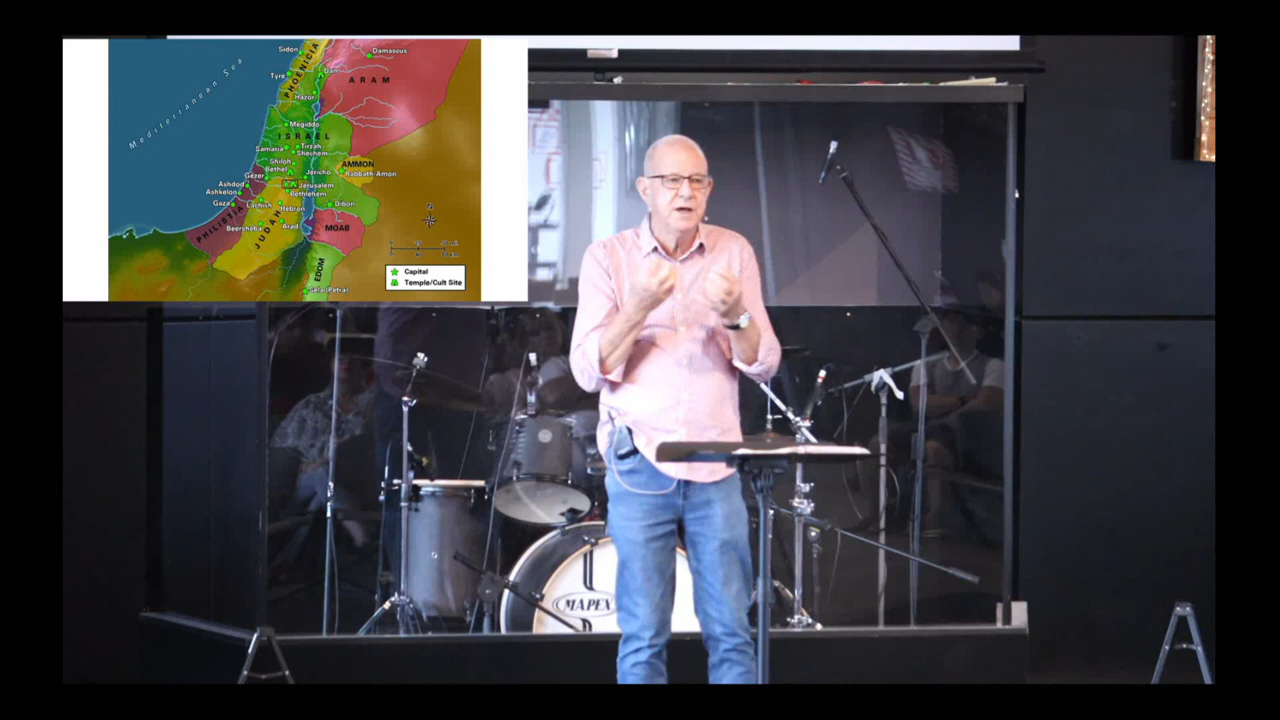 Sidon
PHOENICIA
Damascus
Tyre
Dan
ARAM
Hazor
Mediterranean Sea
Megiddo
ISRAEL
Samaria
Tirzah
Shechem
Shiloh
AMMON
Bethel
Jericho
Rabbath-Amon
Gezer
Ashdod
Jerusalem
Ashkelon
Bethlehem
Gaza
Lachish
Hebron
Dibon
N
PHILISTIA
JUDAH
Beersheba
Arad
MOAB
EDOM
Capital
Temple/Cult Site
Sela (Petra)
MAPEX